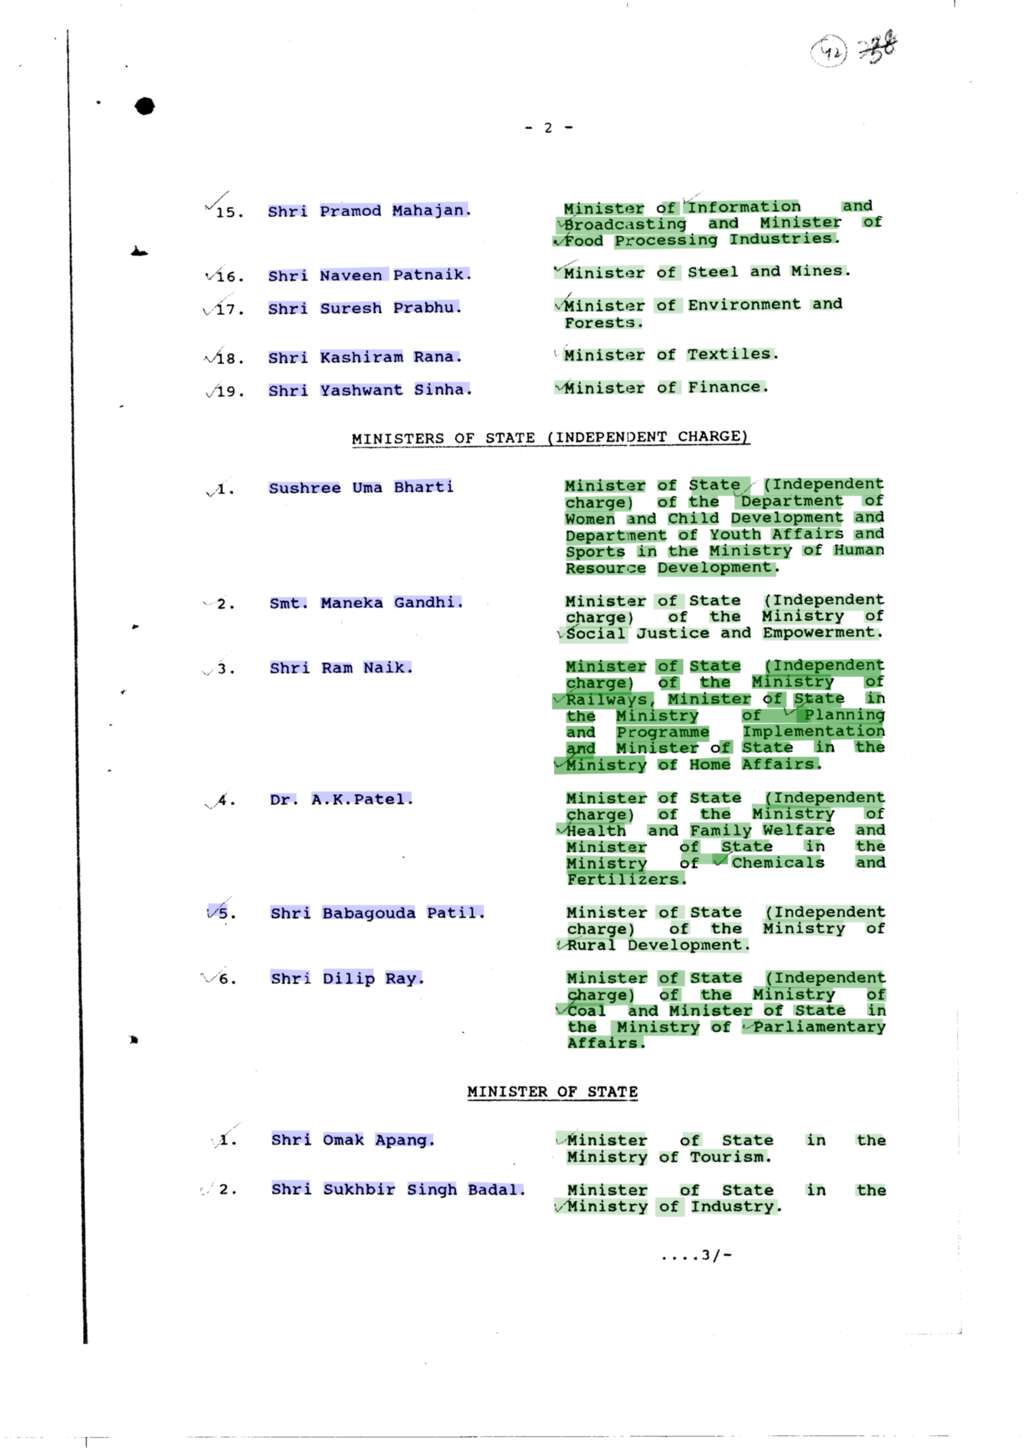 42
- 2 -
15. Shri Pramod Mahajan. Minister of Information and
Broadcasting and Minister of
Food Processing Industries.
16. Shri Naveen Patnaik. Minister of Steel and Mines.
17. Shri Suresh Prabhu. Minister of Environment and
Forests.
18. Shri Kashiram Rana. Minister of Textiles.
19. Shri Yashwant Sinha. Minister of Finance.
MINISTERS OF STATE (INDEPENDENT CHARGE)
1. Sushree Uma Bharti Minister of State (Independent
charge) of the Department of
Women and Child Development and
Department of Youth Affairs and
Sports in the Ministry of Human
Resource Development.
2. Smt. Maneka Gandhi. Minister of State (Independent
charge) of the Ministry of
Social Justice and Empowerment.
3. Shri Ram Naik. Minister of State (Independent
charge) of the Ministry of
Railways, Minister of State in
the Ministry of Planning
and Programme Implementation
and Minister of State in the
Ministry of Home Affairs.
4. Dr. A.K.Patel. Minister of State (Independent
charge) of the Ministry of
Health and Family Welfare and
Minister of State in the
Ministry of Chemicals and
Fertilizers.
5. Shri Babagouda Patil. Minister of State (Independent
charge) of the Ministry of
Rural Development.
6. Shri Dilip Ray. Minister of State (Independent
charge) of the Ministry of
Coal and Minister of State in
the Ministry of Parliamentary
Affairs.
MINISTER OF STATE
1. Shri Omak Apang. Minister of State in the
Ministry of Tourism.
2. Shri Sukhbir Singh Badal. Minister of State in the
Ministry of Industry.
....3/-